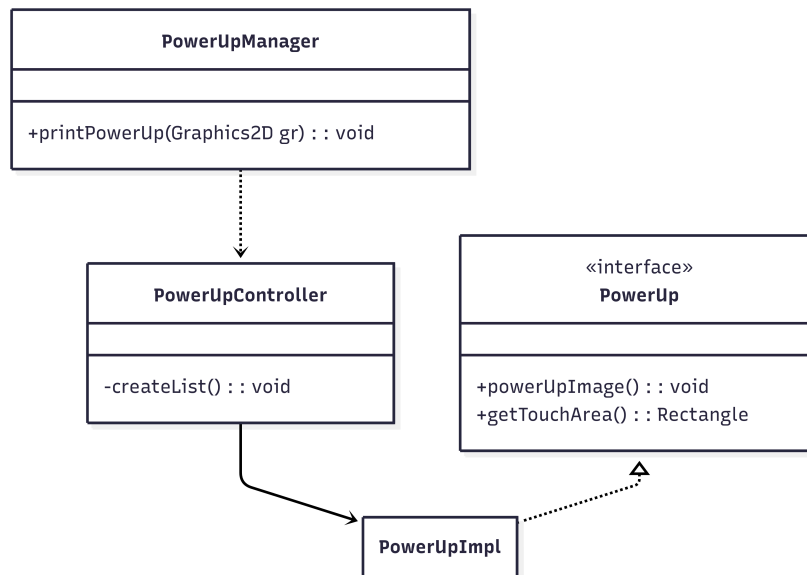 PowerUpManager
+printPowerUp(Graphics2D gr) : : void
PowerUpController
-createList() : : void
«interface»
PowerUp
+powerUpImage() : : void
+getTouchArea() : : Rectangle
PowerUpImpl